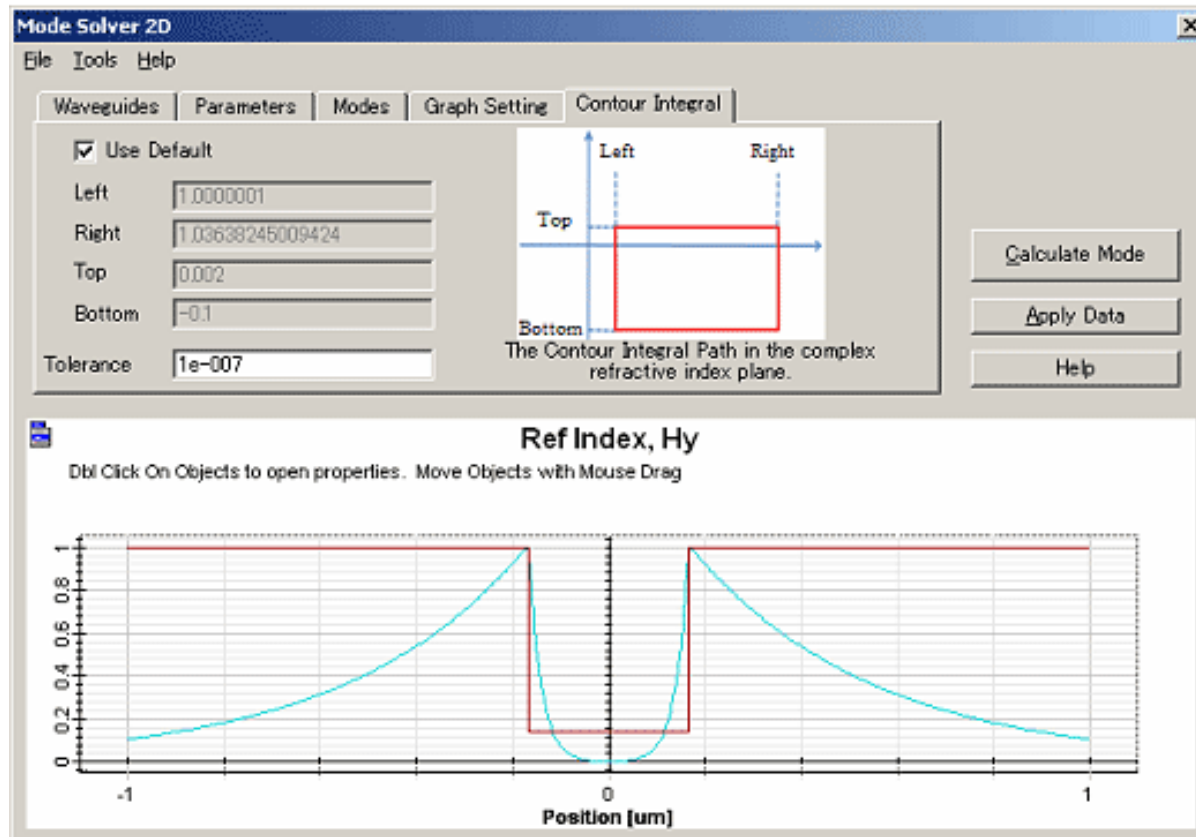 Mode Solver 2D
File Tools Help
Waveguides Parameters Modes Graph Setting Contour Integral
Use Default
Left 1.0000001
Right 1.03638245009424
Top 0.002
Bottom -0.1
Tolerance 1e-007
Left Right
Top
Bottom
The Contour Integral Path in the complex
refractive index plane.
Calculate Mode
Apply Data
Help
Ref Index, Hy
Dbl Click On Objects to open properties. Move Objects with Mouse Drag
1
0.8
0.6
0.4
0.2
0
-1 0 1
Position [um]